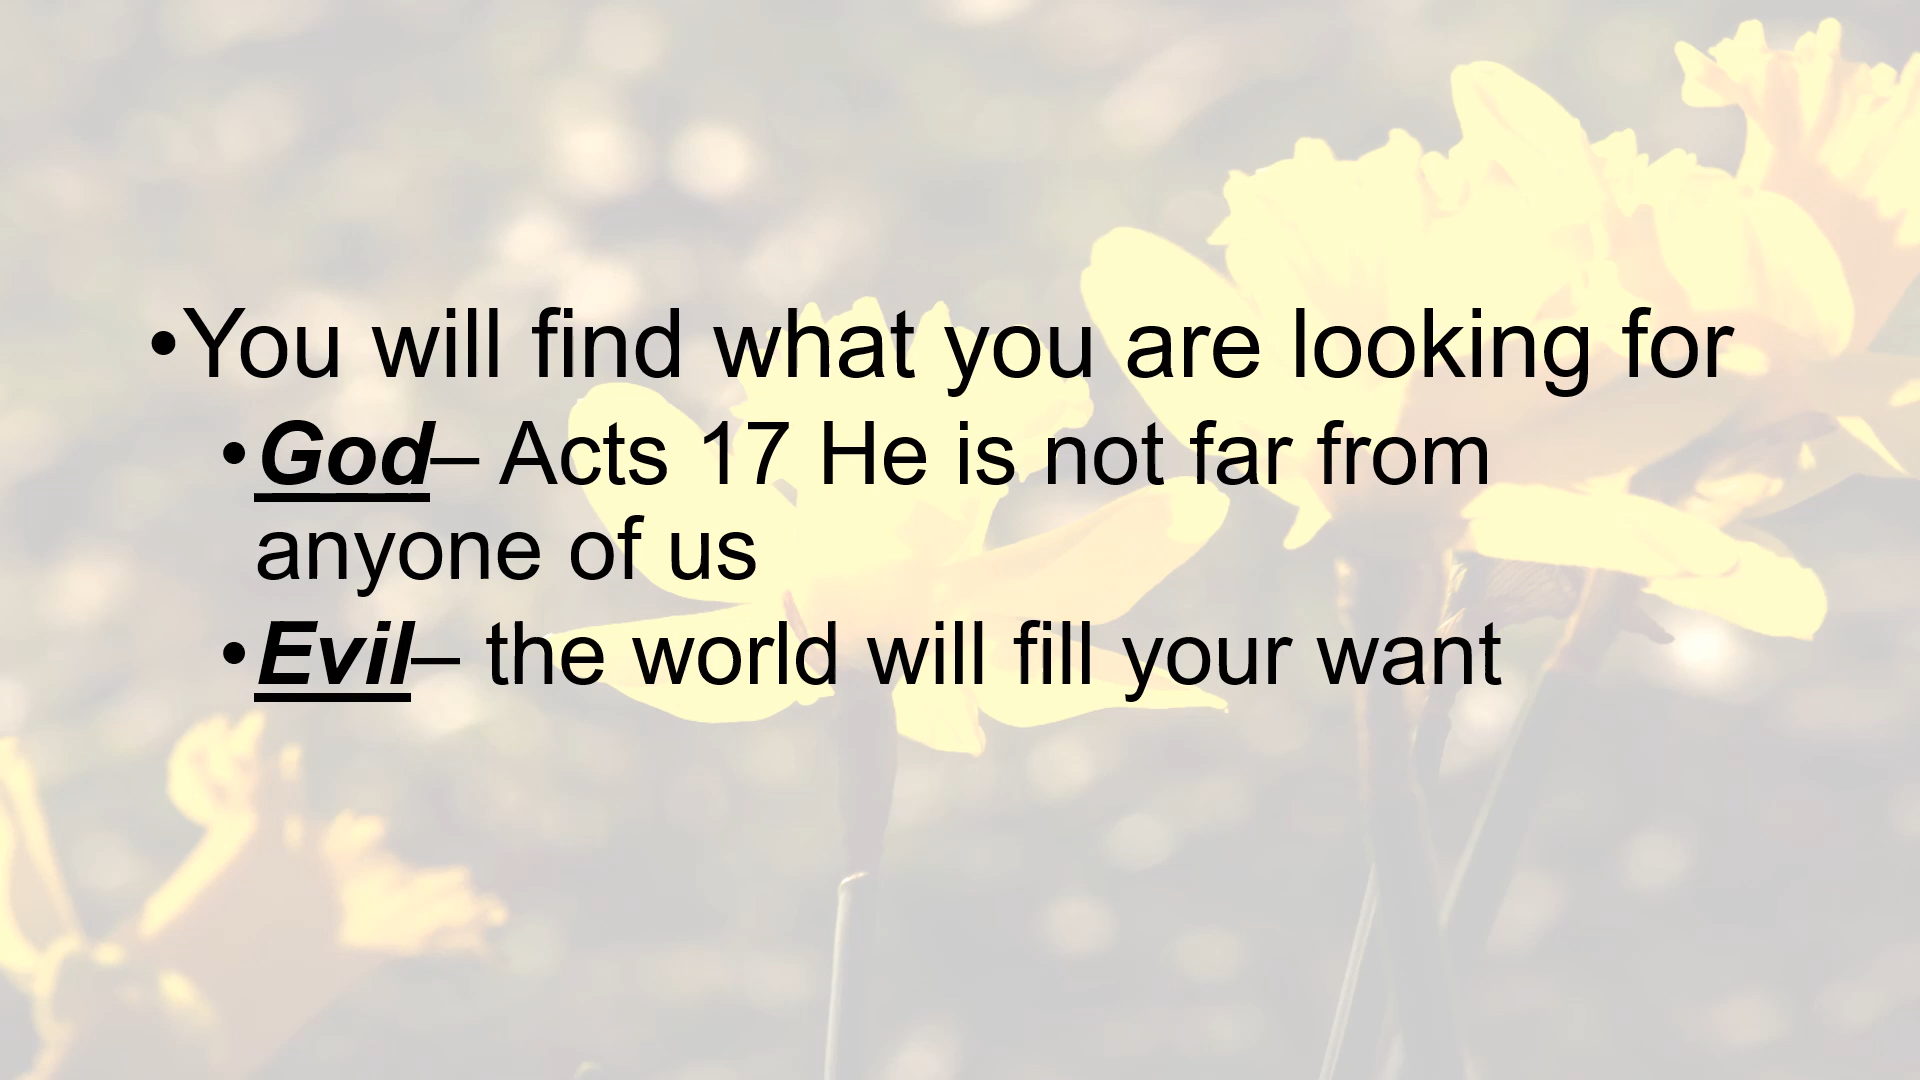 •You will find what you are looking for
•God– Acts 17 He is not far from
anyone of us
•Evil– the world will fill your want